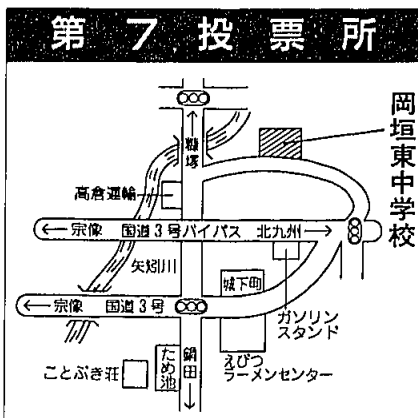 第7投票所
岡垣東中学校
糠塚
高倉運輸
←宗像 国道3号バイパス 北九州→
矢矧川
城下町
←宗像 国道3号
ガソリン
スタンド
えびつ
ラーメンセンター
ことぶき荘
ため池
鍋田